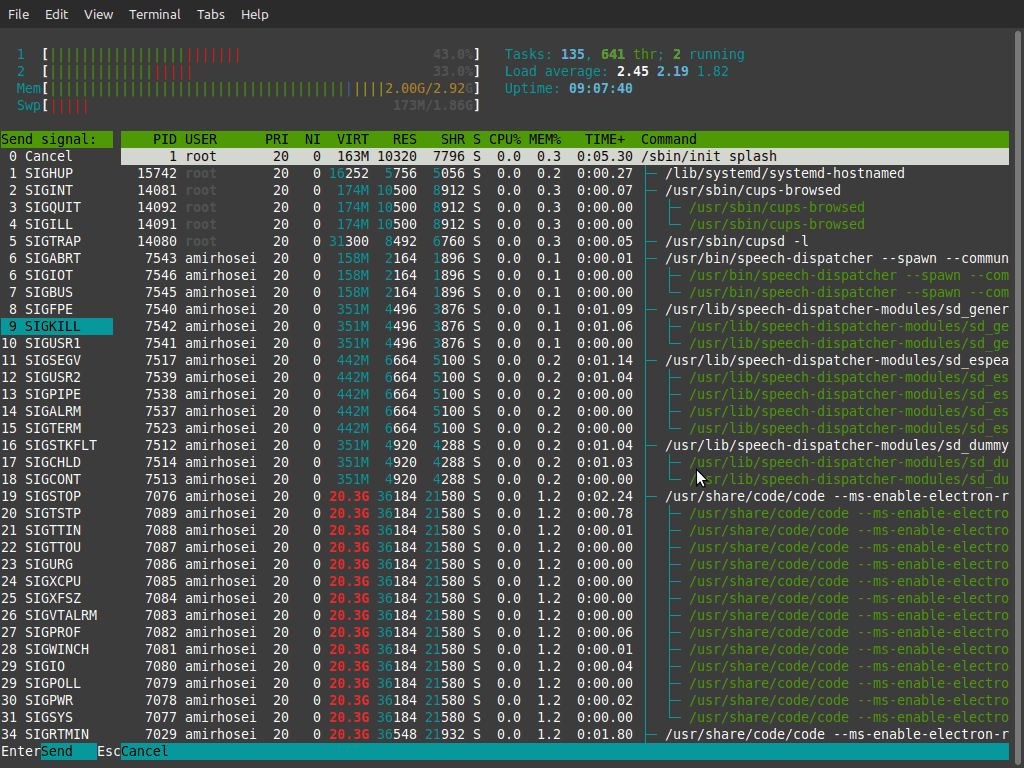 File Edit View Terminal Tabs Help
1 [||||||||||||||||||||||||43.0%] Tasks: 135, 641 thr; 2 running
2 [||||||||||||||||||33.0%] Load average: 2.45 2.19 1.82
Mem[||||||||||||||||||||||||||||||||||||||||||2.00G/2.92G] Uptime: 09:07:40
Swp[|||||173M/1.86G]
Send signal: PID USER PRI NI VIRT RES SHR S CPU% MEM% TIME+ Command
0 Cancel 1 root 20 0 163M 10320 7796 S 0.0 0.3 0:05.30 /sbin/init splash
1 SIGHUP 15742 root 20 0 16252 5756 5056 S 0.0 0.2 0:00.27 /lib/systemd/systemd-hostnamed
2 SIGINT 14081 root 20 0 174M 10500 8912 S 0.0 0.3 0:00.07 /usr/sbin/cups-browsed
3 SIGQUIT 14092 root 20 0 174M 10500 8912 S 0.0 0.3 0:00.00 /usr/sbin/cups-browsed
4 SIGILL 14091 root 20 0 174M 10500 8912 S 0.0 0.3 0:00.00 /usr/sbin/cups-browsed
5 SIGTRAP 14080 root 20 0 31300 8492 6760 S 0.0 0.3 0:00.05 /usr/sbin/cupsd -l
6 SIGABRT 7543 amirhosei 20 0 158M 2164 1896 S 0.0 0.1 0:00.01 /usr/bin/speech-dispatcher --spawn --commun
6 SIGIOT 7546 amirhosei 20 0 158M 2164 1896 S 0.0 0.1 0:00.00 /usr/bin/speech-dispatcher --spawn --com
7 SIGBUS 7545 amirhosei 20 0 158M 2164 1896 S 0.0 0.1 0:00.00 /usr/bin/speech-dispatcher --spawn --com
8 SIGFPE 7540 amirhosei 20 0 351M 4496 3876 S 0.0 0.1 0:01.09 /usr/lib/speech-dispatcher-modules/sd_gener
9 SIGKILL 7542 amirhosei 20 0 351M 4496 3876 S 0.0 0.1 0:01.06 /usr/lib/speech-dispatcher-modules/sd_ge
10 SIGUSR1 7541 amirhosei 20 0 351M 4496 3876 S 0.0 0.1 0:00.00 /usr/lib/speech-dispatcher-modules/sd_ge
11 SIGSEGV 7517 amirhosei 20 0 442M 6664 5100 S 0.0 0.2 0:01.14 /usr/lib/speech-dispatcher-modules/sd_espea
12 SIGUSR2 7539 amirhosei 20 0 442M 6664 5100 S 0.0 0.2 0:01.04 /usr/lib/speech-dispatcher-modules/sd_es
13 SIGPIPE 7538 amirhosei 20 0 442M 6664 5100 S 0.0 0.2 0:00.00 /usr/lib/speech-dispatcher-modules/sd_es
14 SIGALRM 7537 amirhosei 20 0 442M 6664 5100 S 0.0 0.2 0:00.00 /usr/lib/speech-dispatcher-modules/sd_es
15 SIGTERM 7523 amirhosei 20 0 442M 6664 5100 S 0.0 0.2 0:00.00 /usr/lib/speech-dispatcher-modules/sd_es
16 SIGSTKFLT 7512 amirhosei 20 0 351M 4920 4288 S 0.0 0.2 0:01.04 /usr/lib/speech-dispatcher-modules/sd_dummy
17 SIGCHLD 7514 amirhosei 20 0 351M 4920 4288 S 0.0 0.2 0:01.03 /usr/lib/speech-dispatcher-modules/sd_du
18 SIGCONT 7513 amirhosei 20 0 351M 4920 4288 S 0.0 0.2 0:00.00 /usr/lib/speech-dispatcher-modules/sd_du
19 SIGSTOP 7076 amirhosei 20 0 20.3G 36184 21580 S 0.0 1.2 0:02.24 /usr/share/code/code --ms-enable-electron-r
20 SIGTSTP 7089 amirhosei 20 0 20.3G 36184 21580 S 0.0 1.2 0:00.78 /usr/share/code/code --ms-enable-electro
21 SIGTTIN 7088 amirhosei 20 0 20.3G 36184 21580 S 0.0 1.2 0:00.01 /usr/share/code/code --ms-enable-electro
22 SIGTTOU 7087 amirhosei 20 0 20.3G 36184 21580 S 0.0 1.2 0:00.00 /usr/share/code/code --ms-enable-electro
23 SIGURG 7086 amirhosei 20 0 20.3G 36184 21580 S 0.0 1.2 0:00.00 /usr/share/code/code --ms-enable-electro
24 SIGXCPU 7085 amirhosei 20 0 20.3G 36184 21580 S 0.0 1.2 0:00.00 /usr/share/code/code --ms-enable-electro
25 SIGXFSZ 7084 amirhosei 20 0 20.3G 36184 21580 S 0.0 1.2 0:00.00 /usr/share/code/code --ms-enable-electro
26 SIGVTALRM 7083 amirhosei 20 0 20.3G 36184 21580 S 0.0 1.2 0:00.00 /usr/share/code/code --ms-enable-electro
27 SIGPROF 7082 amirhosei 20 0 20.3G 36184 21580 S 0.0 1.2 0:00.06 /usr/share/code/code --ms-enable-electro
28 SIGWINCH 7081 amirhosei 20 0 20.3G 36184 21580 S 0.0 1.2 0:00.01 /usr/share/code/code --ms-enable-electro
29 SIGIO 7080 amirhosei 20 0 20.3G 36184 21580 S 0.0 1.2 0:00.04 /usr/share/code/code --ms-enable-electro
29 SIGPOLL 7079 amirhosei 20 0 20.3G 36184 21580 S 0.0 1.2 0:00.00 /usr/share/code/code --ms-enable-electro
30 SIGPWR 7078 amirhosei 20 0 20.3G 36184 21580 S 0.0 1.2 0:00.02 /usr/share/code/code --ms-enable-electro
31 SIGSYS 7077 amirhosei 20 0 20.3G 36184 21580 S 0.0 1.2 0:00.00 /usr/share/code/code --ms-enable-electro
34 SIGRTMIN 7029 amirhosei 20 0 20.3G 36548 21932 S 0.0 1.2 0:01.80 /usr/share/code/code --ms-enable-electron-r
EnterSend EscCancel